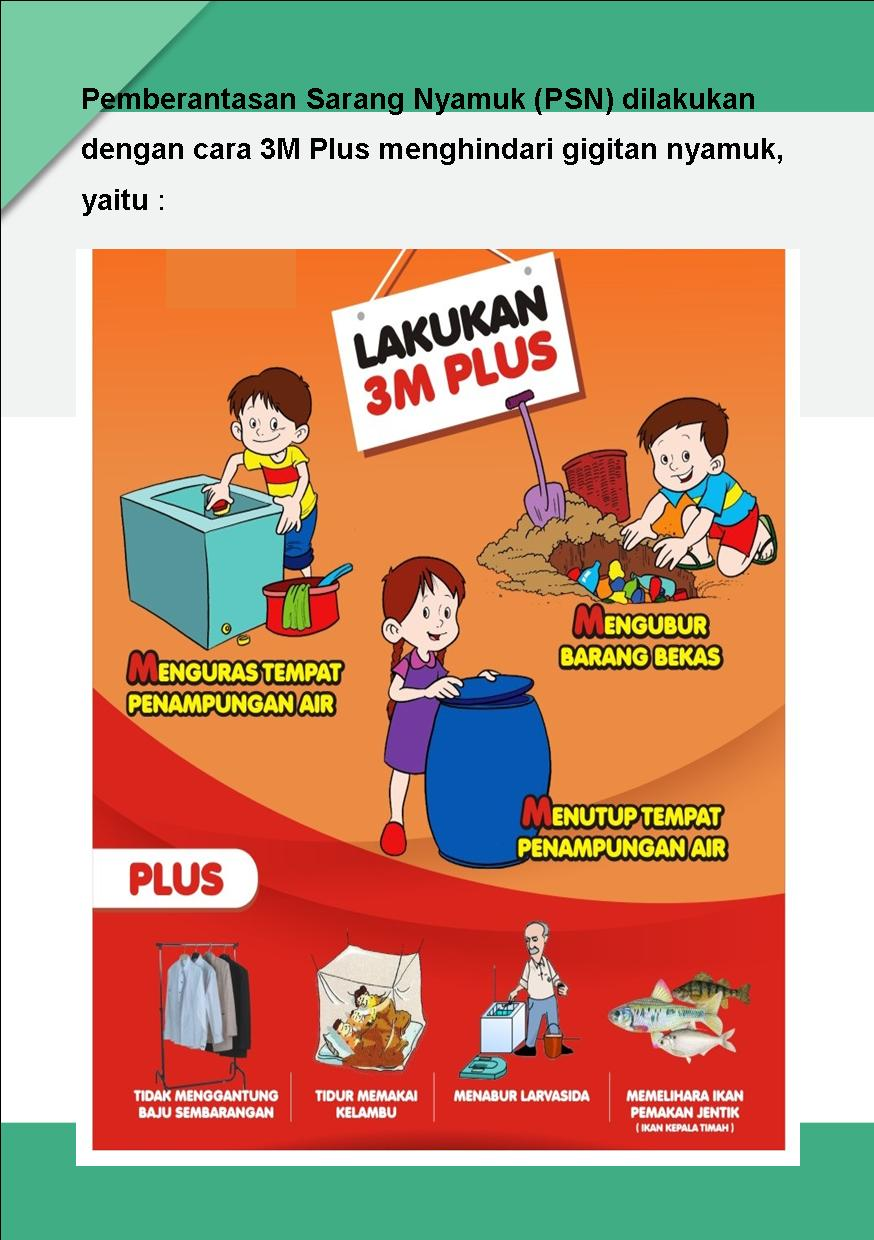 Pemberantasan Sarang Nyamuk (PSN) dilakukan
dengan cara 3M Plus menghindari gigitan nyamuk,
yaitu :
LAKUKAN
3M PLUS
MENGURAS TEMPAT
PENAMPUNGAN AIR
MENGUBUR
BARANG BEKAS
MENUTUP TEMPAT
PENAMPUNGAN AIR
PLUS
TIDAK MENGGANTUNG
BAJU SEMBARANGAN
TIDUR MEMAKAI
KELAMBU
MENABUR LARVASIDA
MEMELIHARA IKAN
PEMAKAN JENTIK
( IKAN KEPALA TIMAH )